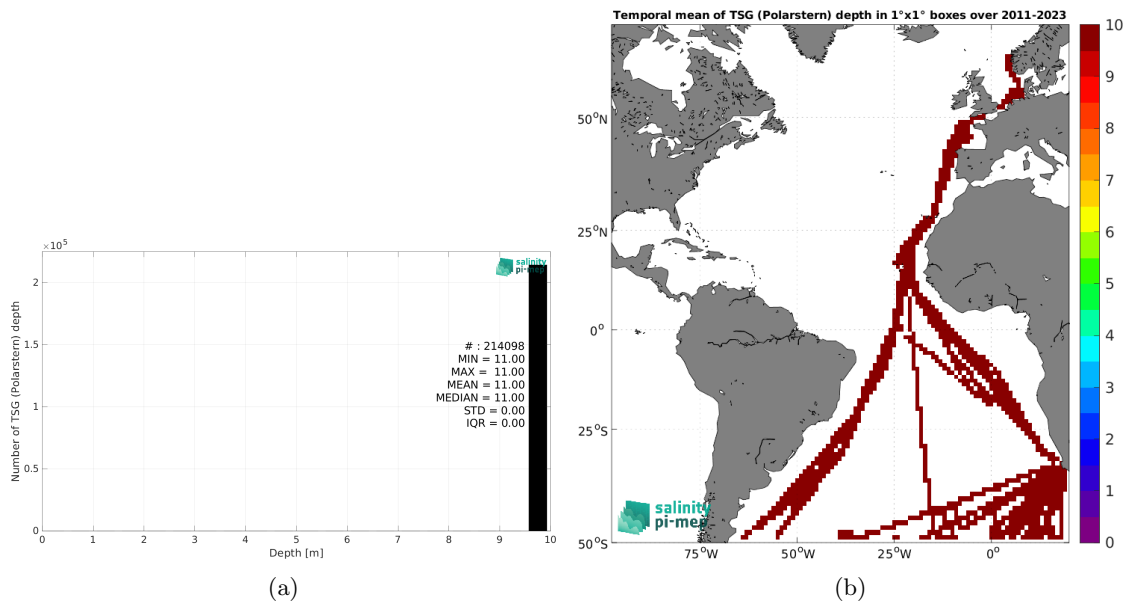 ×10⁵
2
1.5
1
0.5
0
Number of TSG (Polarstern) depth
salinity
pi-mep
# : 214098
MIN = 11.00
MAX = 11.00
MEAN = 11.00
MEDIAN = 11.00
STD = 0.00
IQR = 0.00
0 1 2 3 4 5 6 7 8 9 10
Depth [m]
(a)
Temporal mean of TSG (Polarstern) depth in 1°x1° boxes over 2011-2023
50°N
25°N
0°
25°S
50°S
75°W 50°W 25°W 0°
salinity
pi-mep
10
9
8
7
6
5
4
3
2
1
0
(b)